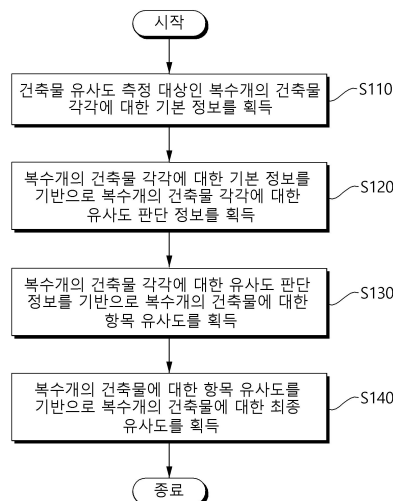 시작
건축물 유사도 측정 대상인 복수개의 건축물
각각에 대한 기본 정보를 획득
S110
복수개의 건축물 각각에 대한 기본 정보를
기반으로 복수개의 건축물 각각에 대한
유사도 판단 정보를 획득
S120
복수개의 건축물 각각에 대한 유사도 판단
정보를 기반으로 복수개의 건축물에 대한
항목 유사도를 획득
S130
복수개의 건축물에 대한 항목 유사도를
기반으로 복수개의 건축물에 대한 최종
유사도를 획득
S140
종료